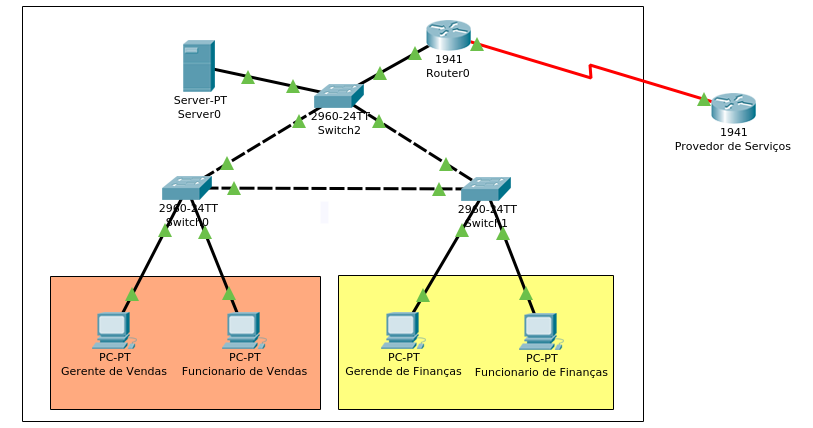 1941
Router0
Server-PT
Server0
2960-24TT
Switch2
1941
Provedor de Serviços
2960-24TT
Switch0
2960-24TT
Switch1
PC-PT
Gerente de Vendas
PC-PT
Funcionario de Vendas
PC-PT
Gerende de Finanças
PC-PT
Funcionario de Finanças